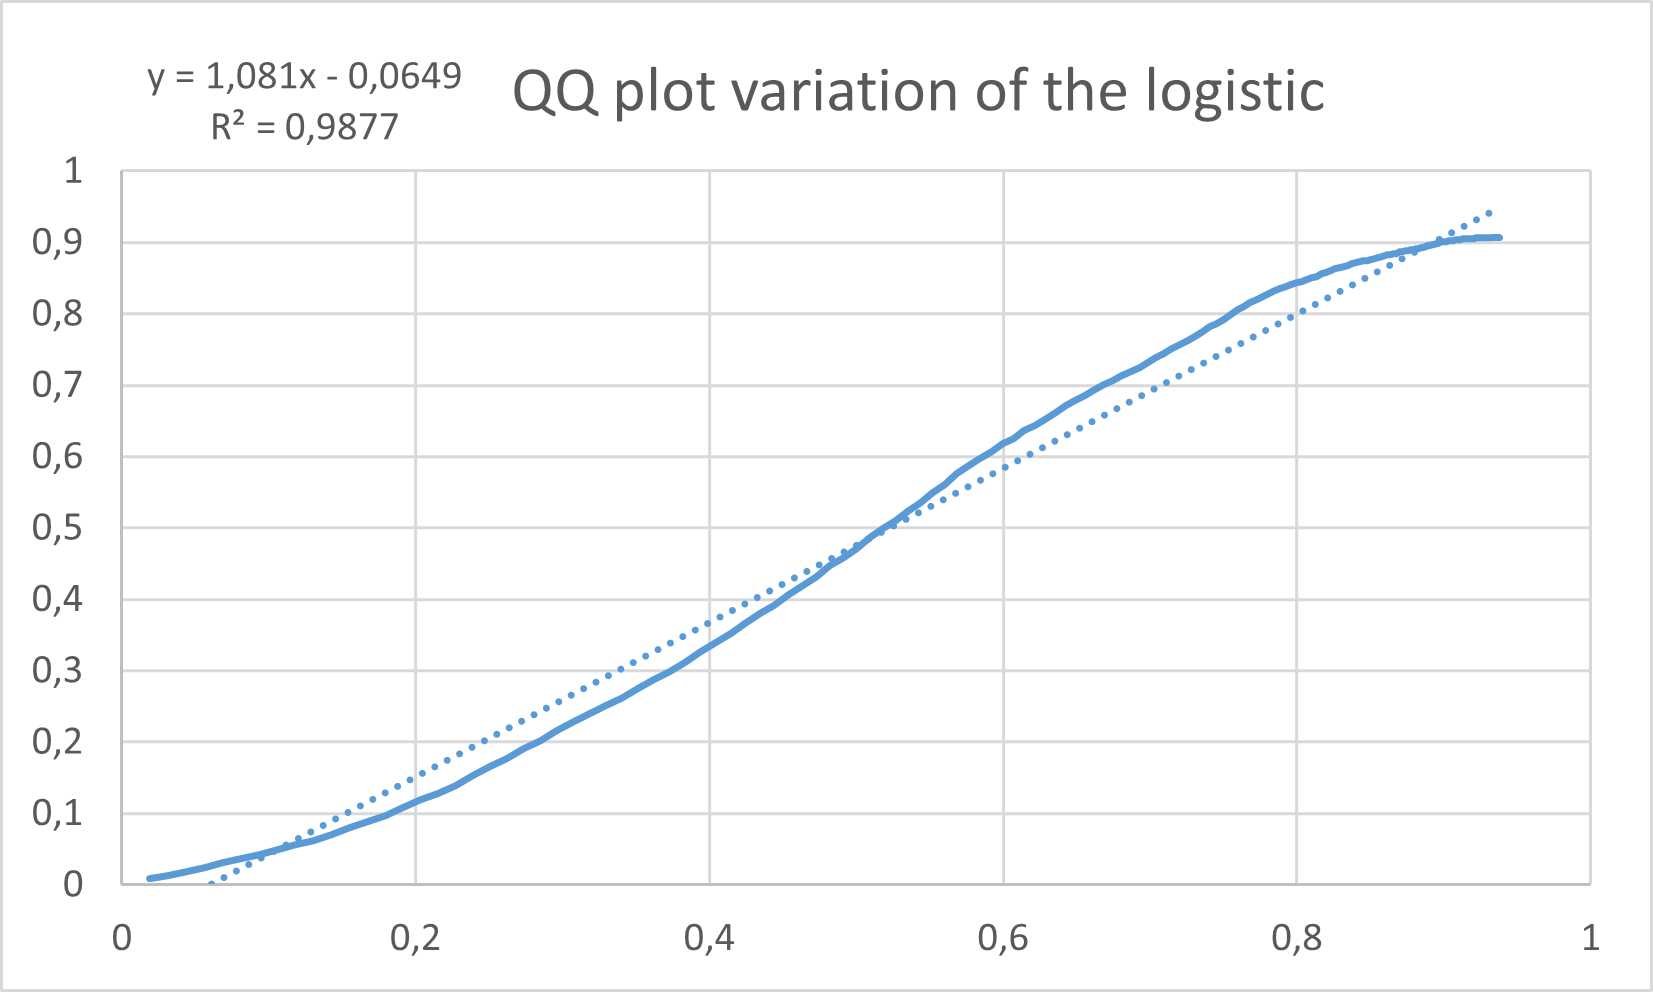 y = 1,081x - 0,0649
R² = 0,9877
QQ plot variation of the logistic
1
0,9
0,8
0,7
0,6
0,5
0,4
0,3
0,2
0,1
0
0 0,2 0,4 0,6 0,8 1